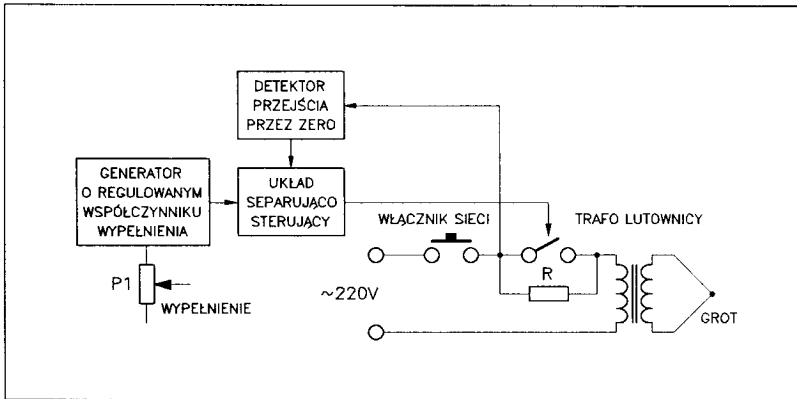 DETEKTOR
PRZEJŚCIA
PRZEZ ZERO
GENERATOR
O REGULOWANYM
WSPÓŁCZYNNIKU
WYPEŁNIENIA
UKŁAD
SEPARUJĄCO
STERUJĄCY
WŁĄCZNIK SIECI
TRAFO LUTOWNICY
P1
WYPEŁNIENIE
~220V
R
GROT